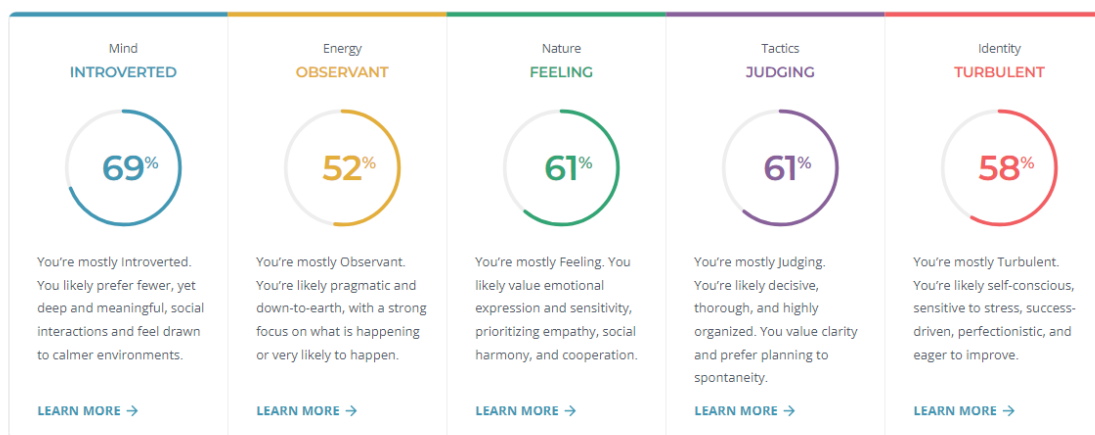 Mind
INTROVERTED
69%
You're mostly Introverted.
You likely prefer fewer, yet
deep and meaningful, social
interactions and feel drawn
to calmer environments.
LEARN MORE →
Energy
OBSERVANT
52%
You're mostly Observant.
You're likely pragmatic and
down-to-earth, with a strong
focus on what is happening
or very likely to happen.
LEARN MORE →
Nature
FEELING
61%
You're mostly Feeling. You
likely value emotional
expression and sensitivity,
prioritizing empathy, social
harmony, and cooperation.
LEARN MORE →
Tactics
JUDGING
61%
You're mostly Judging.
You're likely decisive,
thorough, and highly
organized. You value clarity
and prefer planning to
spontaneity.
LEARN MORE →
Identity
TURBULENT
58%
You're mostly Turbulent.
You're likely self-conscious,
sensitive to stress, success-
driven, perfectionistic, and
eager to improve.
LEARN MORE →